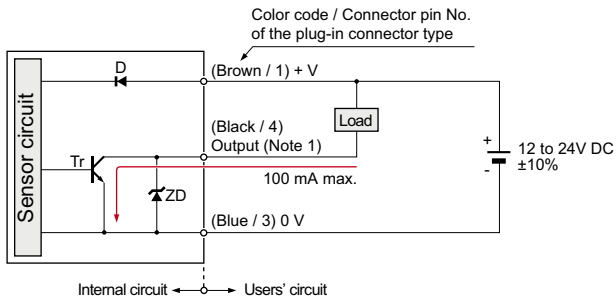 Color code / Connector pin No.
of the plug-in connector type
D
(Brown / 1) + V
Sensor circuit
Load
(Black / 4)
Output (Note 1)
Tr
100 mA max.
ZD
+
-
12 to 24V DC
±10%
(Blue / 3) 0 V
Internal circuit
Users' circuit